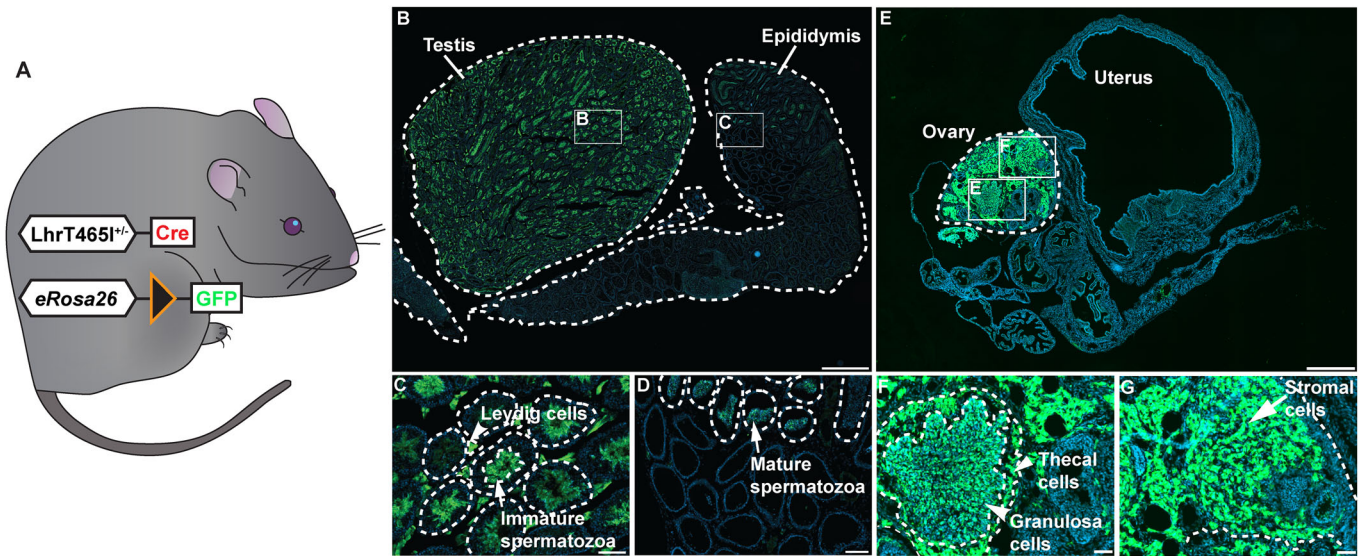 A
LhrT465I+/- Cre
eRosa26 GFP
B
Testis
Epididymis
B
C
C
Leydig cells
Immature
spermatozoa
D
Mature
spermatozoa
E
Uterus
Ovary
F
E
F
Thecal
cells
Granulosa
cells
G
Stromal
cells